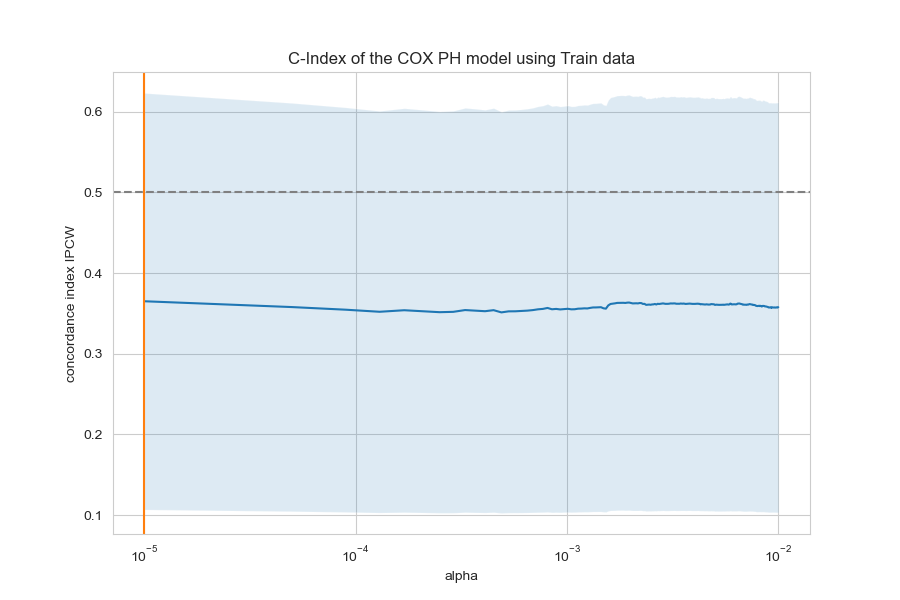 C-Index of the COX PH model using Train data
concordance index IPCW
0.6
0.5
0.4
0.3
0.2
0.1
10⁻⁵ 10⁻⁴ 10⁻³ 10⁻²
alpha